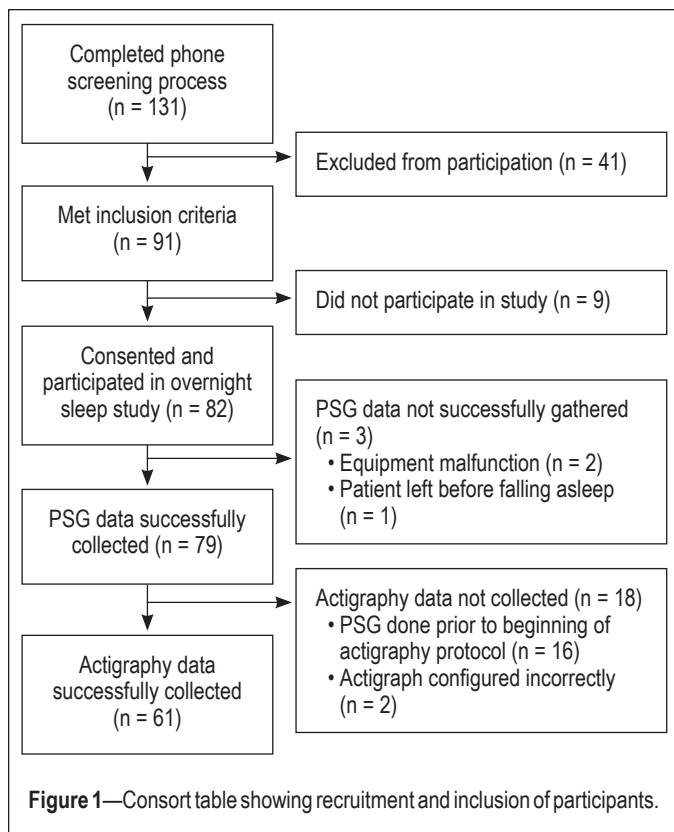 Completed phone
screening process
(n = 131)
Excluded from participation (n = 41)
Met inclusion criteria
(n = 91)
Did not participate in study (n = 9)
Consented and
participated in overnight
sleep study (n = 82)
PSG data not successfully gathered
(n = 3)
• Equipment malfunction (n = 2)
• Patient left before falling asleep
(n = 1)
PSG data successfully
collected (n = 79)
Actigraphy data not collected (n = 18)
• PSG done prior to beginning of
actigraphy protocol (n = 16)
• Actigraph configured incorrectly
(n = 2)
Actigraphy data
successfully collected
(n = 61)
Figure 1—Consort table showing recruitment and inclusion of participants.